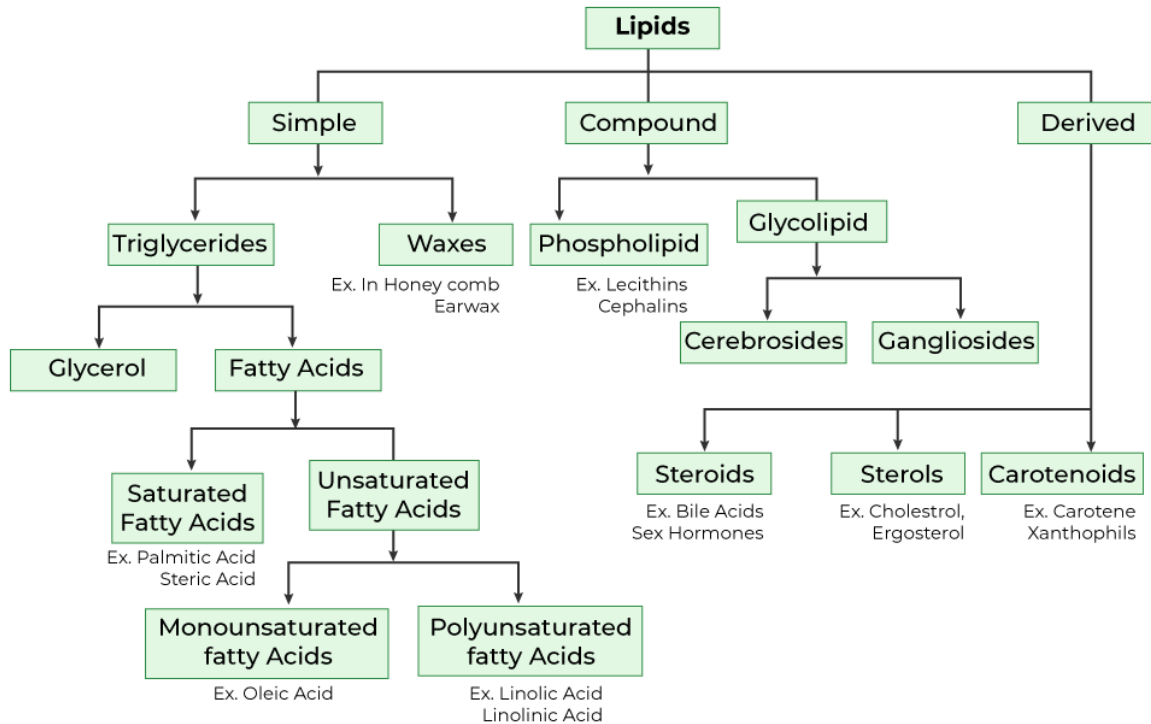 Lipids
Simple
Compound
Derived
Triglycerides
Waxes
Ex. In Honey comb
Earwax
Phospholipid
Ex. Lecithins
Cephalins
Glycolipid
Cerebrosides
Gangliosides
Glycerol
Fatty Acids
Saturated
Fatty Acids
Ex. Palmitic Acid
Steric Acid
Unsaturated
Fatty Acids
Monounsaturated
fatty Acids
Ex. Oleic Acid
Polyunsaturated
fatty Acids
Ex. Linolic Acid
Linolinic Acid
Steroids
Ex. Bile Acids
Sex Hormones
Sterols
Ex. Cholestrol,
Ergosterol
Carotenoids
Ex. Carotene
Xanthophils